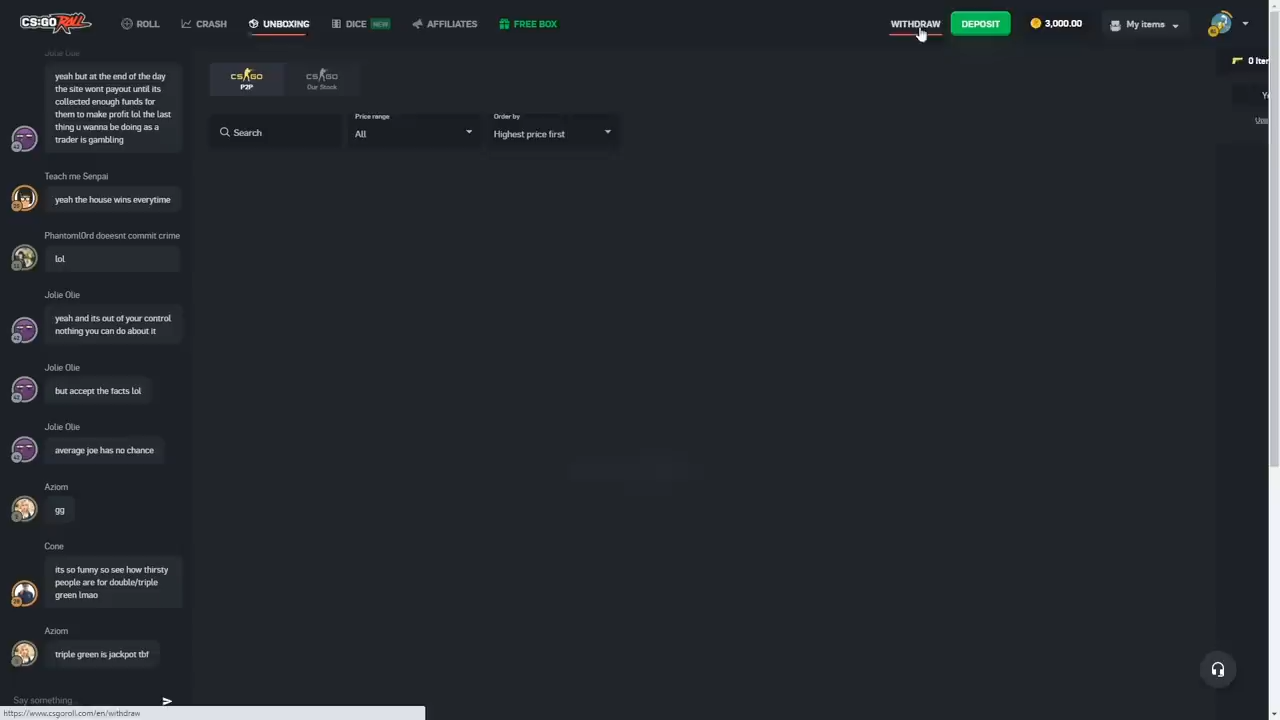 CS:GO ROLL
ROLL
CRASH
UNBOXING
DICE NEW
AFFILIATES
FREE BOX
WITHDRAW
DEPOSIT
3,000.00
My items
Jolie Olie
yeah but at the end of the day
the site wont payout until its
collected enough funds for
them to make profit lol the last
thing u wanna be doing as a
trader is gambling
Teach me Senpai
yeah the house wins everytime
Phantoml0rd doeesnt commit crime
lol
Jolie Olie
yeah and its out of your control
nothing you can do about it
Jolie Olie
but accept the facts lol
Jolie Olie
average joe has no chance
Aziom
gg
Cone
its so funny so see how thirsty
people are for double/triple
green lmao
Aziom
triple green is jackpot tbf
Say something
https://www.csgoroll.com/en/withdraw
CS GO
P2P
CS GO
Our Stock
Search
Price range
All
Order by
Highest price first